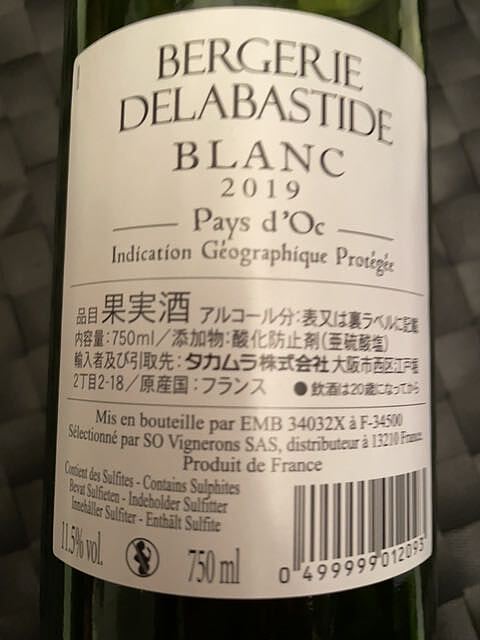 BERGERIE
DELABASTIDE
BLANC
2019
Pays d'Oc
Indication Géographique Protégée
品目 果実酒 アルコール分:表又は裏ラベルに記載
内容量:750ml/添加物:酸化防止剤(亜硫酸塩)
輸入者及び引取先:タカムラ株式会社 大阪市西区江戸堀
2丁目2-18/原産国:フランス ●飲酒は20歳になってから
Mis en bouteille par EMB 34032X à F-34500
Sélectionné par SO Vignerons SAS, distributeur à 13210 France
Produit de France
Contient des Sulfites - Contains Sulphites
Bevat Sulfieten - Indeholder Sulfitter
Innehåller Sulfiter - Enthält Sulfite
11.5% vol.
750 ml
0 499999 012093